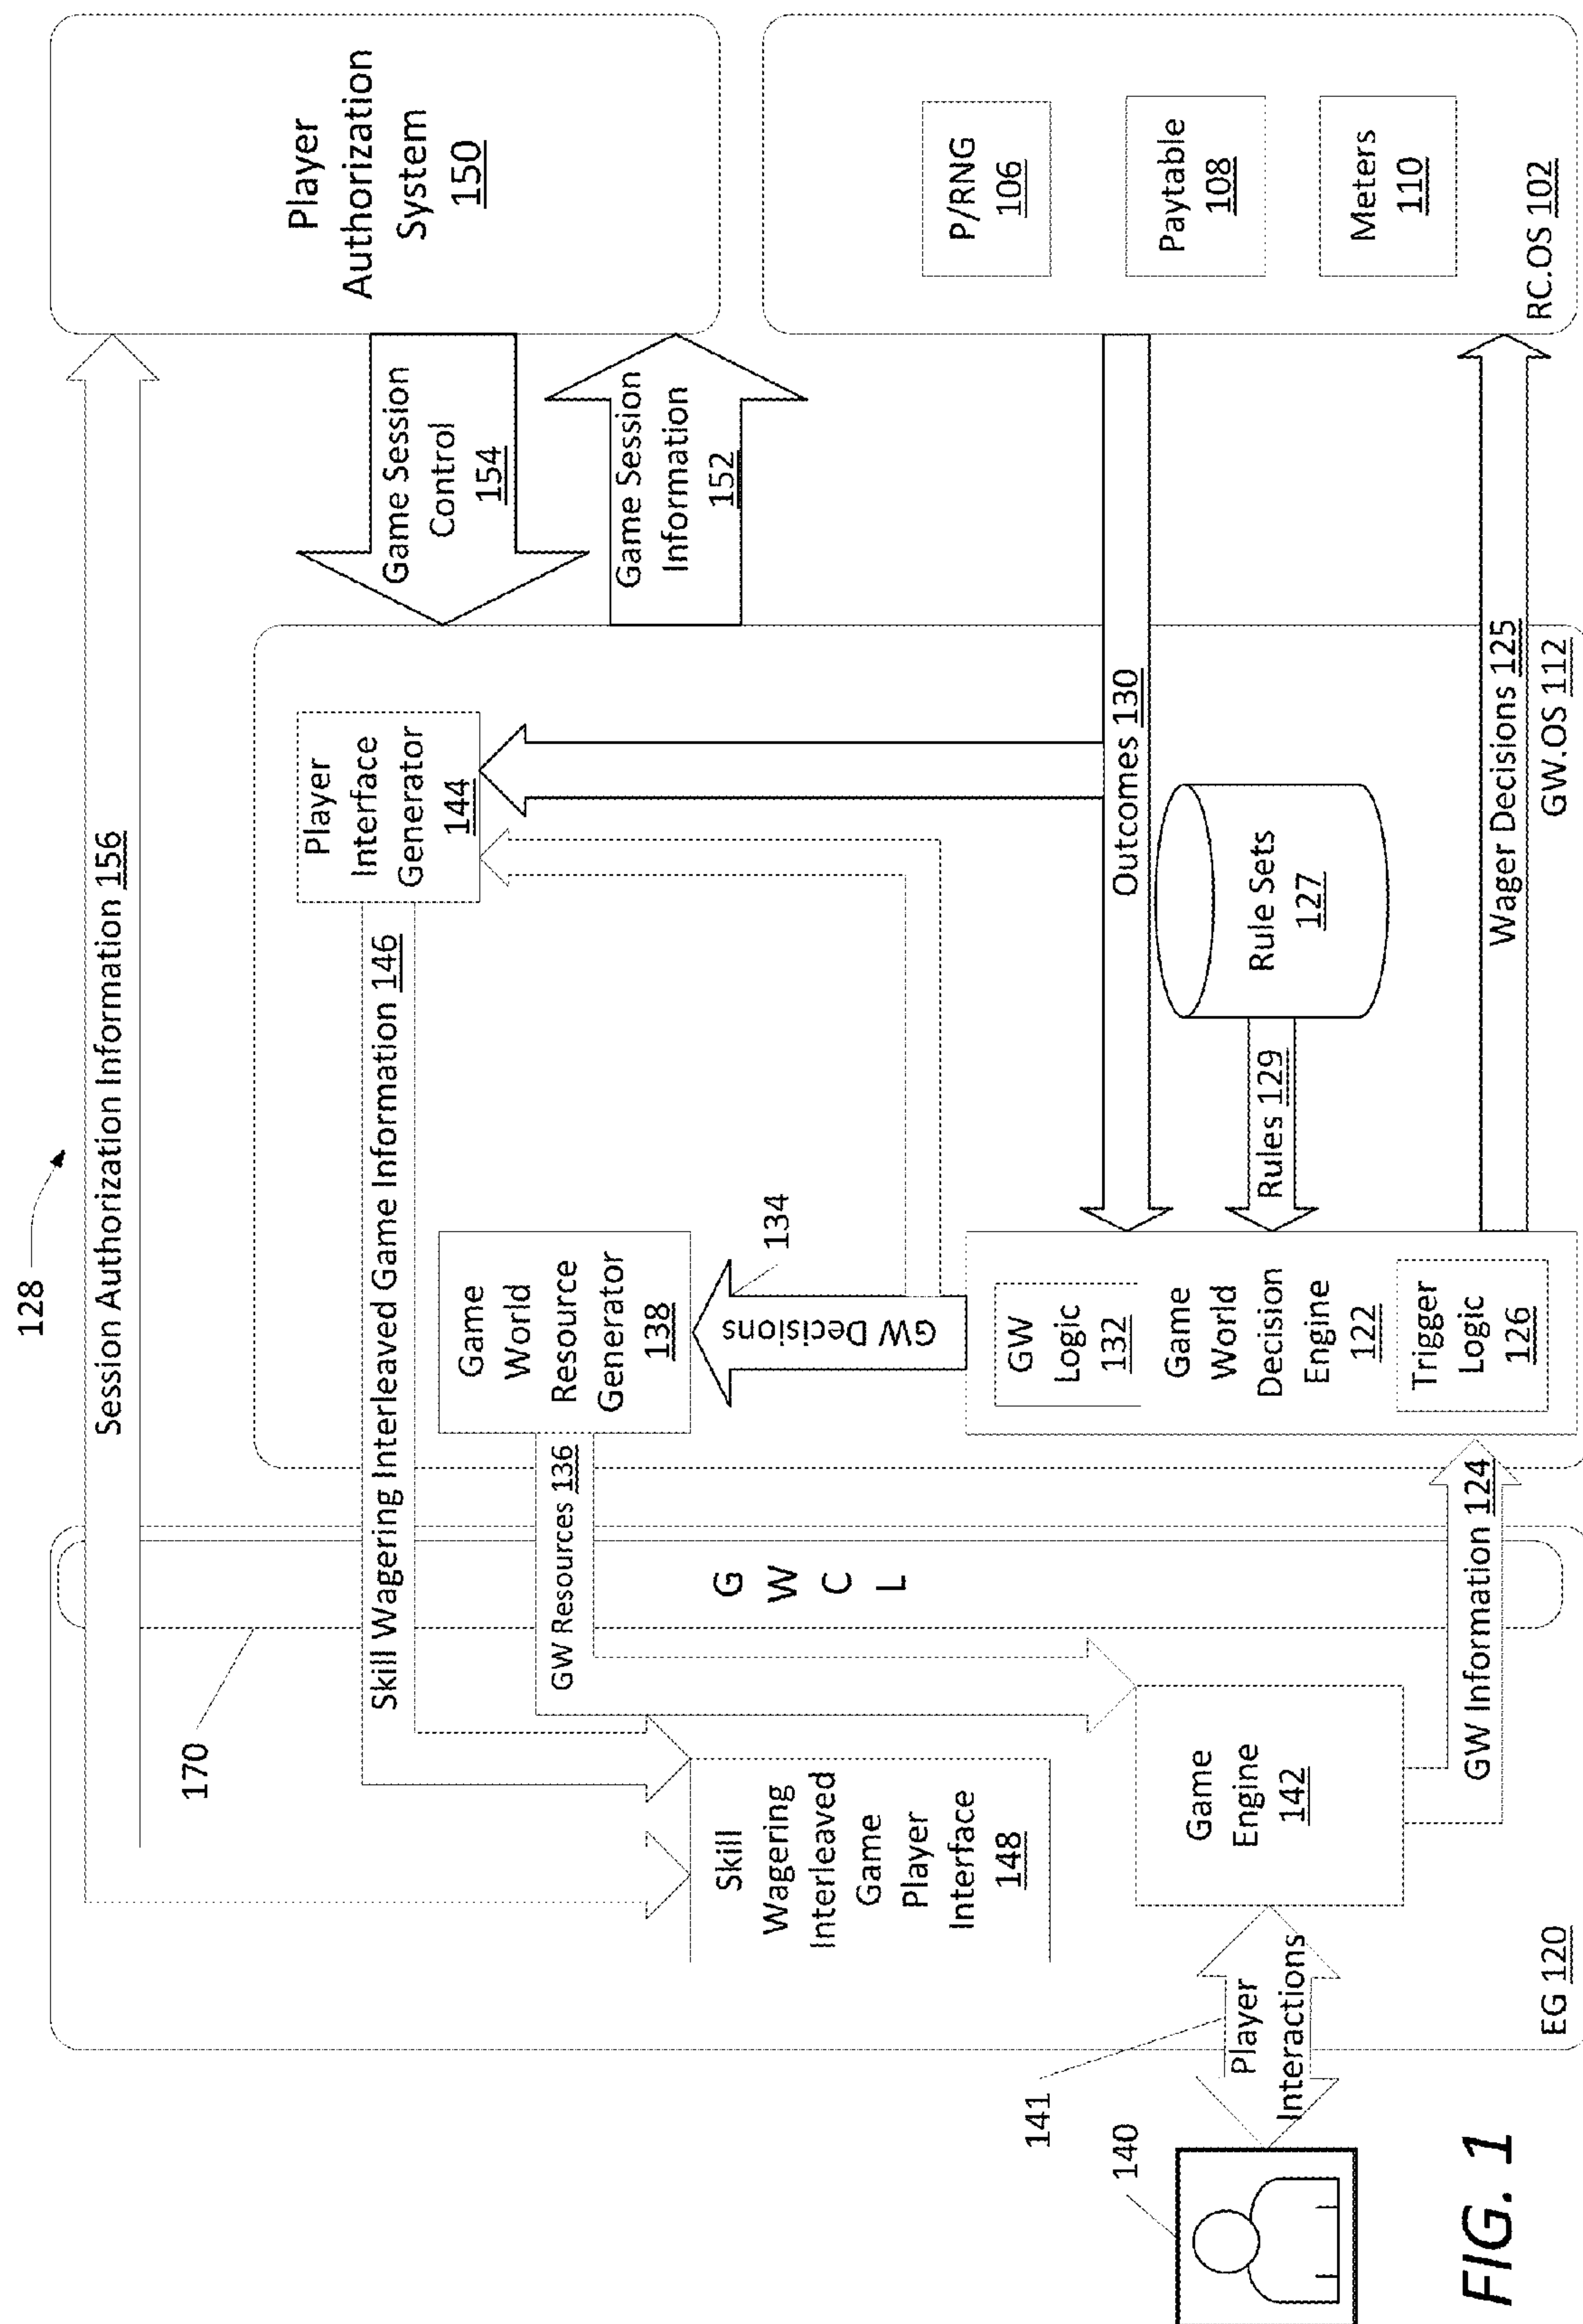 128
Session Authorization Information 156
170
Skill Wagering Interleaved Game Information 146
GW Resources 136
G
W
C
L
Skill
Wagering
Interleaved
Game
Player
Interface
148
Game
Engine
142
GW Information 124
Player
Interactions
141
140
EG 120
Game
World
Resource
Generator
138
GW Decisions
134
GW
Logic
132
Game
World
Decision
Engine
122
Trigger
Logic
126
Player
Interface
Generator
144
Outcomes 130
Rule Sets
127
Rules 129
Wager Decisions 125
GW.OS 112
Game Session
Control
154
Game Session
Information
152
Player
Authorization
System
150
P/RNG
106
Paytable
108
Meters
110
RC.OS 102
FIG. 1